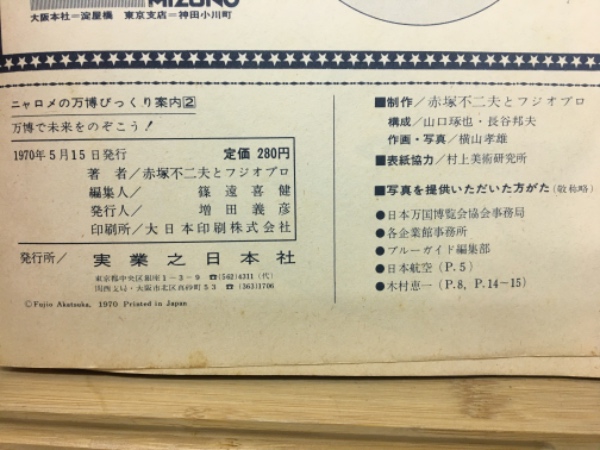 MIZUNO
大阪本社=淀屋橋 東京支店=神田小川町
ニャロメの万博びっくり案内2
万博で未来をのぞこう!
1970年5月15日発行 定価 280円
著者/赤塚不二夫とフジオプロ
編集人/篠遠喜健
発行人/増田義彦
印刷所/大日本印刷株式会社
発行所/実業之日本社
東京都中央区銀座1-3-9 ☎(562)4311(代)
関西支局・大阪市北区真砂町53 ☎(363)1706
©Fujio Akatsuka, 1970 Printed in Japan
■制作/赤塚不二夫とフジオプロ
構成/山口琢也・長谷邦夫
作画・写真/横山孝雄
■表紙協力/村上美術研究所
■写真を提供いただいた方がた(敬称略)
●日本万国博覧会協会事務局
●各企業館事務所
●ブルーガイド編集部
●日本航空(P.5)
●木村恵一(P.8, P.14-15)